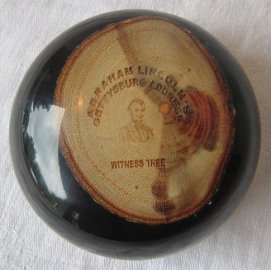 ABRAHAM LINCOLN'S
GETTYSBURG ADDRESS
WITNESS TREE